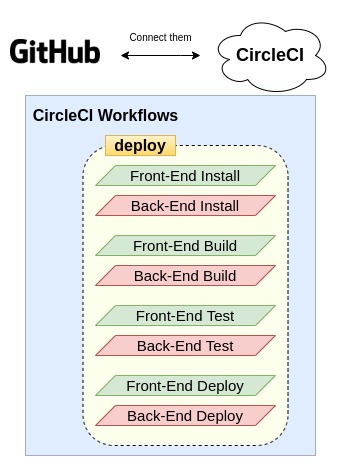 GitHub
Connect them
CircleCI
CircleCI Workflows
deploy
Front-End Install
Back-End Install
Front-End Build
Back-End Build
Front-End Test
Back-End Test
Front-End Deploy
Back-End Deploy